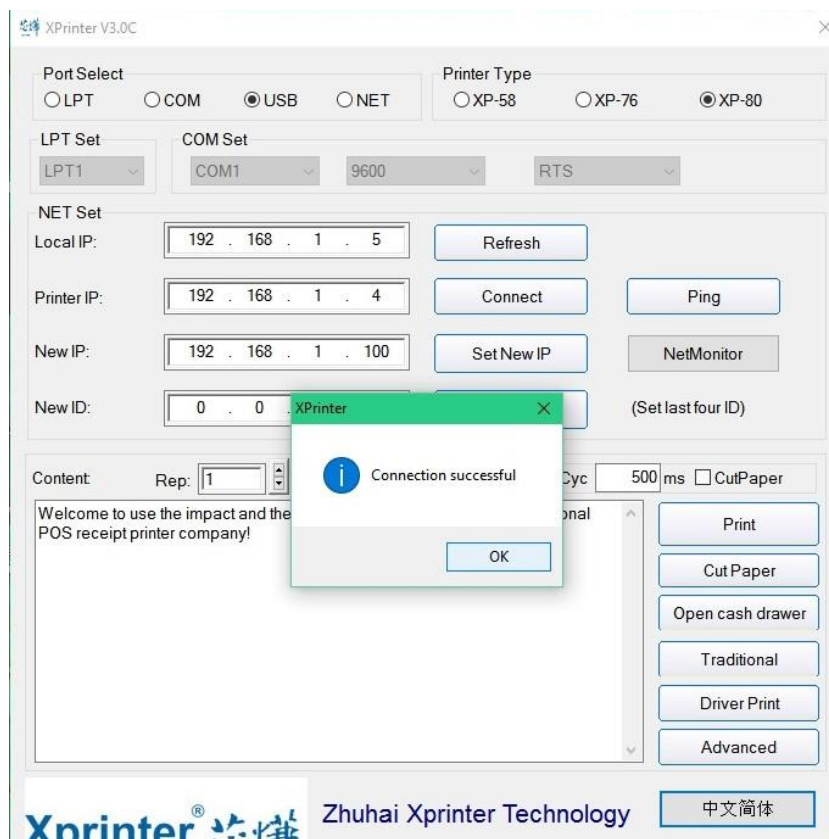 XPrinter V3.0C
Port Select
LPT COM USB NET
Printer Type
XP-58 XP-76 XP-80
LPT Set
LPT1
COM Set
COM1 9600 RTS
NET Set
Local IP: 192 . 168 . 1 . 5 Refresh
Printer IP: 192 . 168 . 1 . 4 Connect Ping
New IP: 192 . 168 . 1 . 100 Set New IP NetMonitor
New ID: 0 . 0 . (Set last four ID)
XPrinter
Connection successful
OK
Content: Rep: 1 Cyc 500 ms CutPaper
Welcome to use the impact and the
POS receipt printer company!
Print
Cut Paper
Open cash drawer
Traditional
Driver Print
Advanced
Xprinter® 芯烨
Zhuhai Xprinter Technology
中文简体